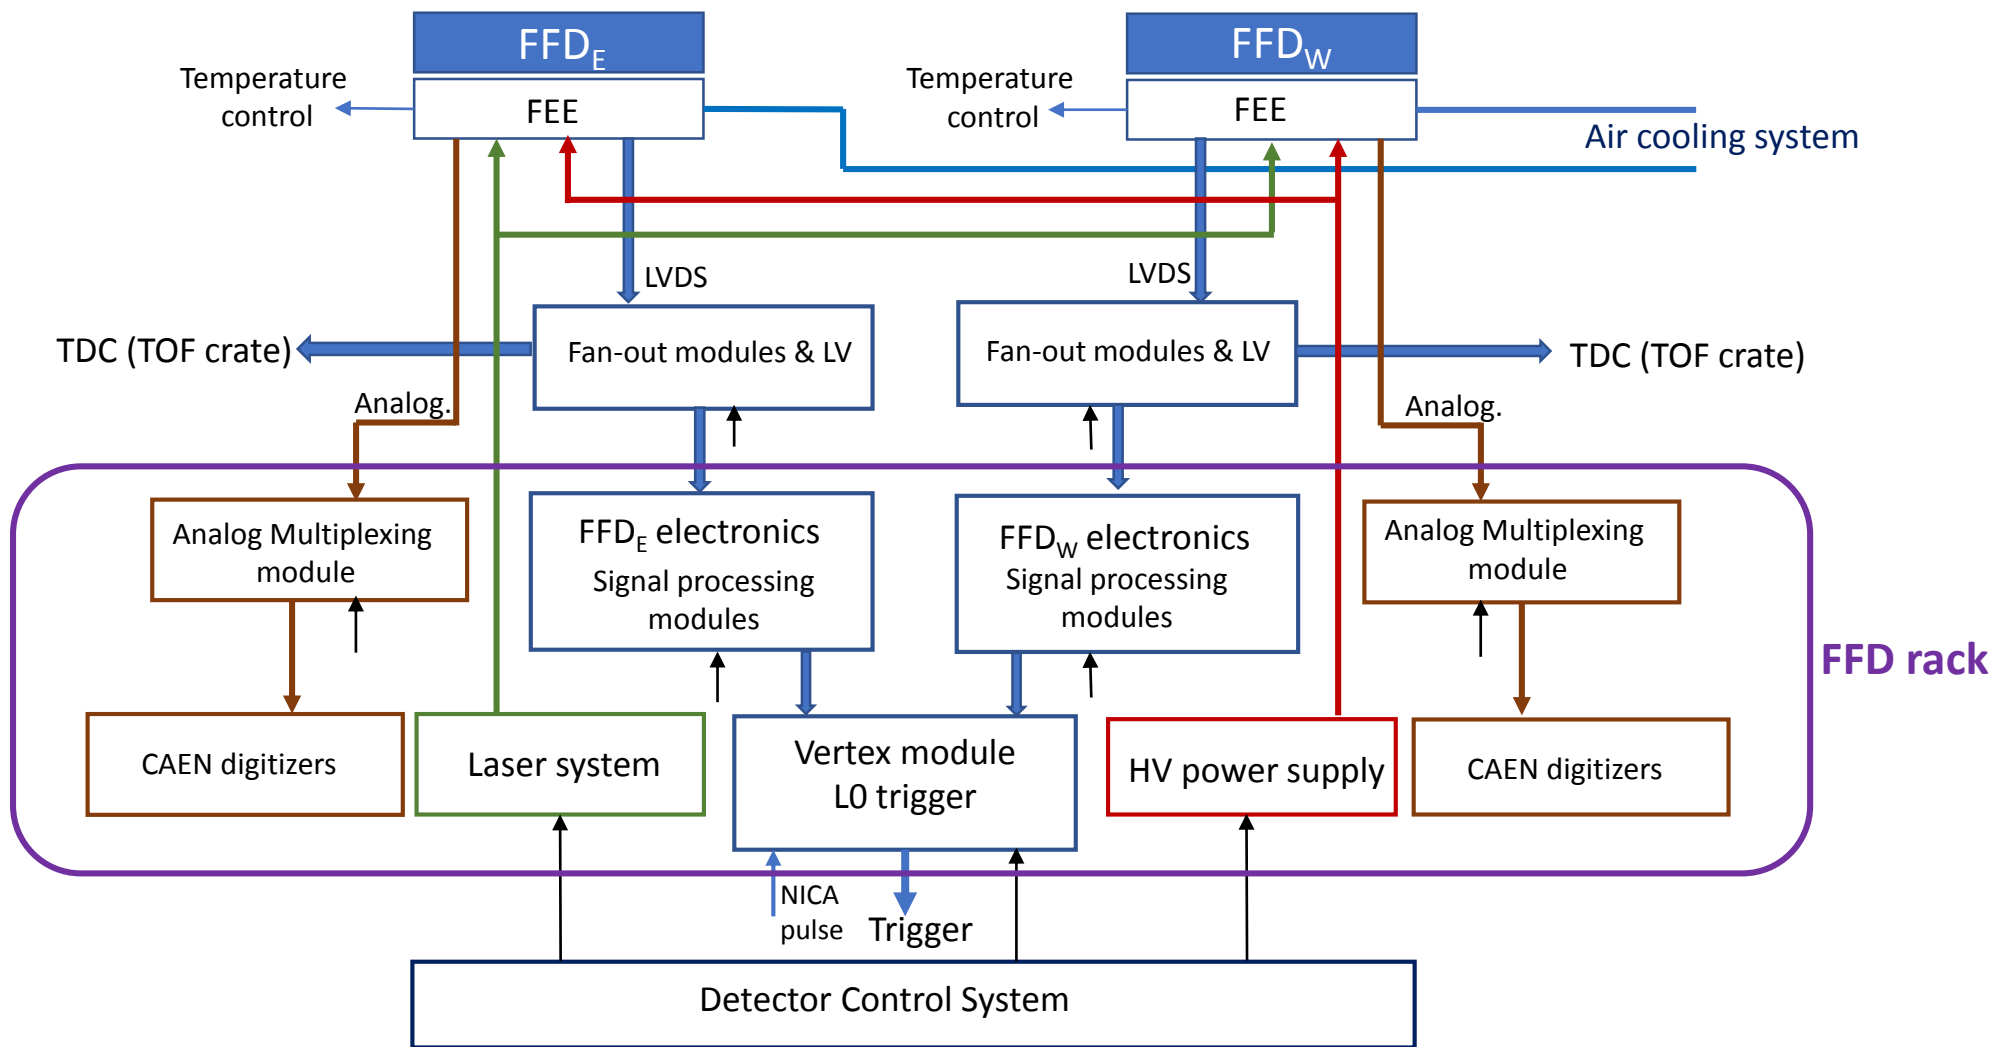 FFDE
FFDW
Temperature
control
FEE
Temperature
control
FEE
Air cooling system
LVDS
LVDS
TDC (TOF crate)
Fan-out modules & LV
Fan-out modules & LV
TDC (TOF crate)
Analog.
Analog.
Analog Multiplexing
module
FFDE electronics
Signal processing
modules
FFDW electronics
Signal processing
modules
Analog Multiplexing
module
FFD rack
CAEN digitizers
Laser system
Vertex module
L0 trigger
HV power supply
CAEN digitizers
NICA
pulse
Trigger
Detector Control System